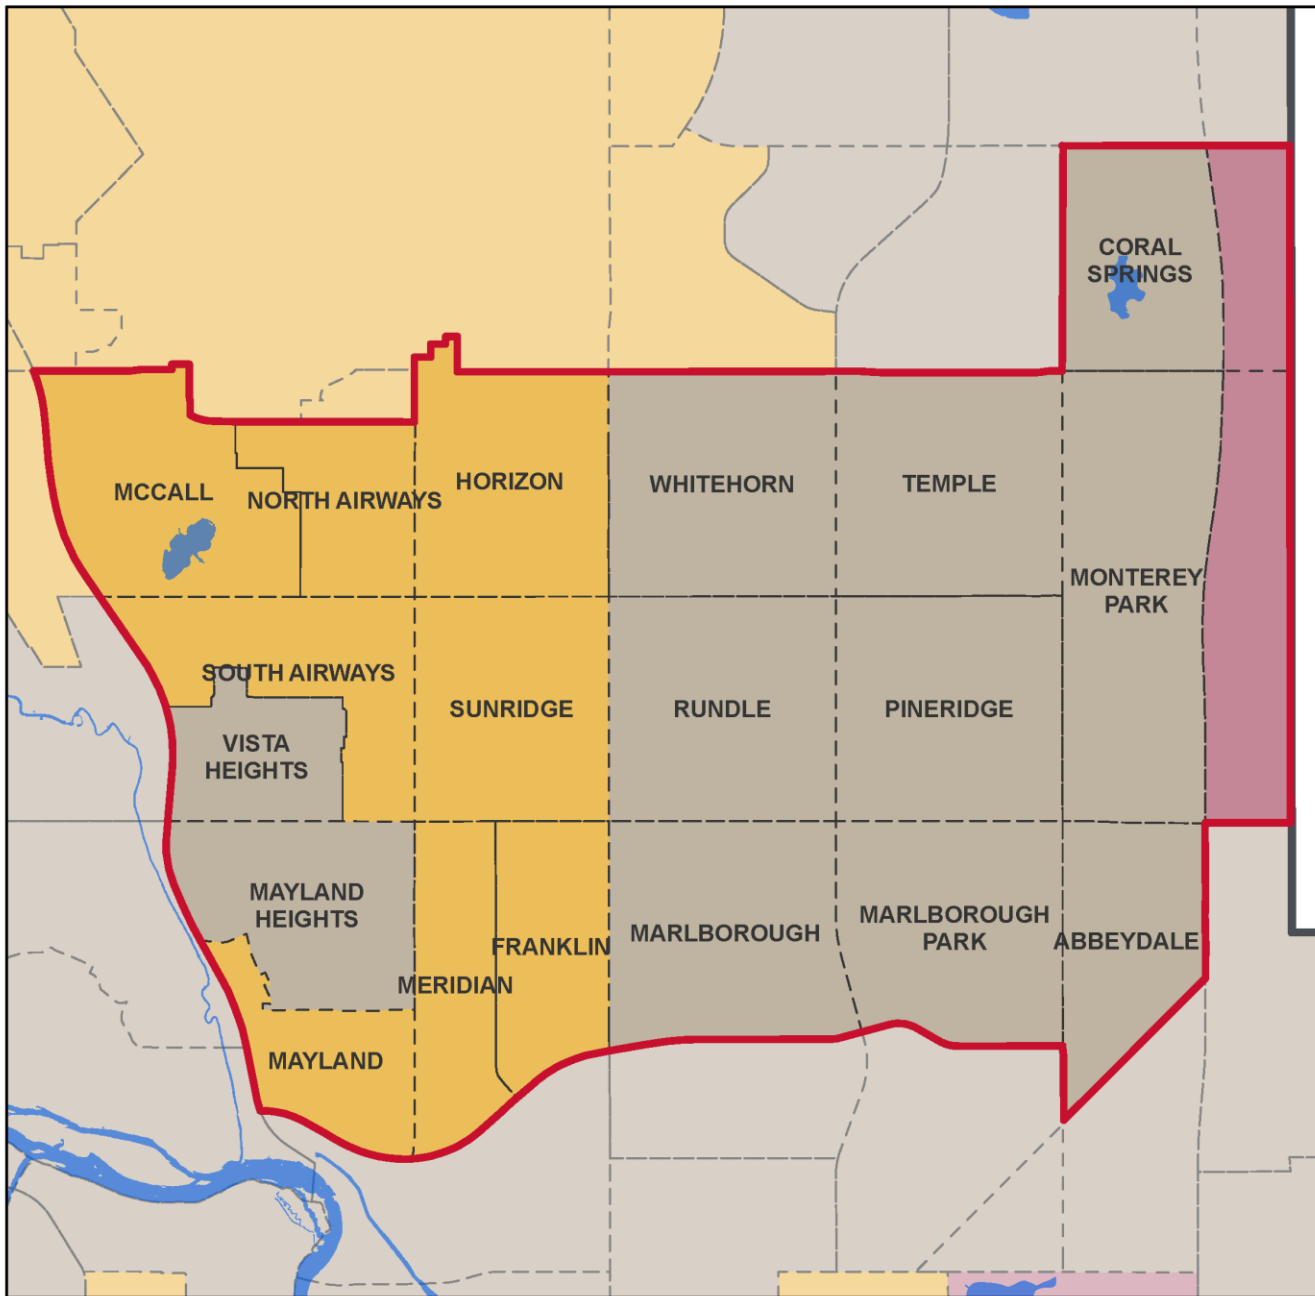 CORAL
SPRINGS
MCCALL
NORTH AIRWAYS
HORIZON
WHITEHORN
TEMPLE
MONTEREY
PARK
SOUTH AIRWAYS
SUNRIDGE
RUNDLE
PINERIDGE
VISTA
HEIGHTS
MAYLAND
HEIGHTS
FRANKLIN
MARLBOROUGH
MARLBOROUGH
PARK
ABBEYDALE
MERIDIAN
MAYLAND